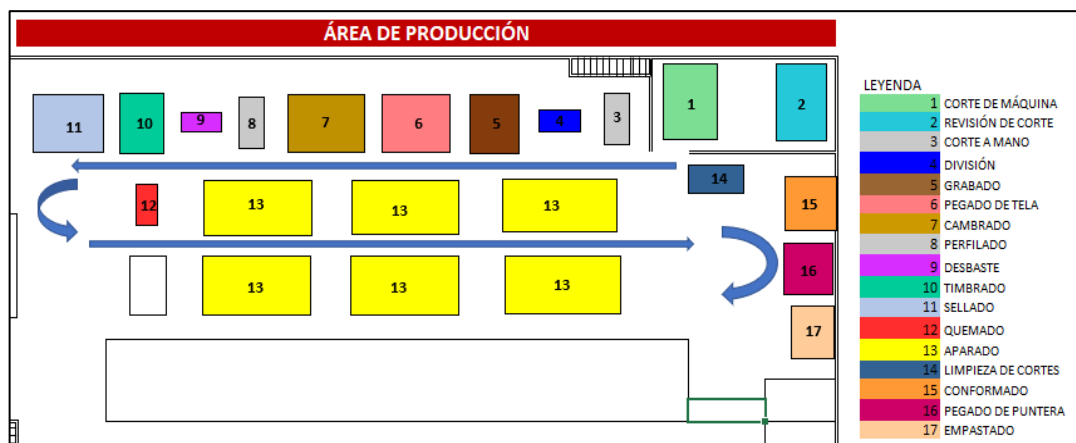 ÁREA DE PRODUCCIÓN
1
2
3
4
5
6
7
8
9
10
11
14
12
13
13
13
15
16
13
13
13
17
LEYENDA
1 CORTE DE MÁQUINA
2 REVISIÓN DE CORTE
3 CORTE A MANO
4 DIVISIÓN
5 GRABADO
6 PEGADO DE TELA
7 CAMBRADO
8 PERFILADO
9 DESBASTE
10 TIMBRADO
11 SELLADO
12 QUEMADO
13 APARADO
14 LIMPIEZA DE CORTES
15 CONFORMADO
16 PEGADO DE PUNTERA
17 EMPASTADO